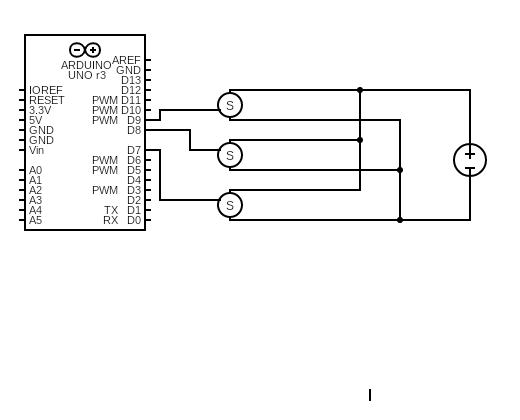 ARDUINO
UNO r3
AREF
GND
D13
IOREF D12
RESET PWM D11
3.3V PWM D10
5V PWM D9
GND D8
GND
Vin D7
PWM D6
A0 PWM D5
A1 D4
A2 PWM D3
A3 D2
A4 TX D1
A5 RX D0
S
S
S